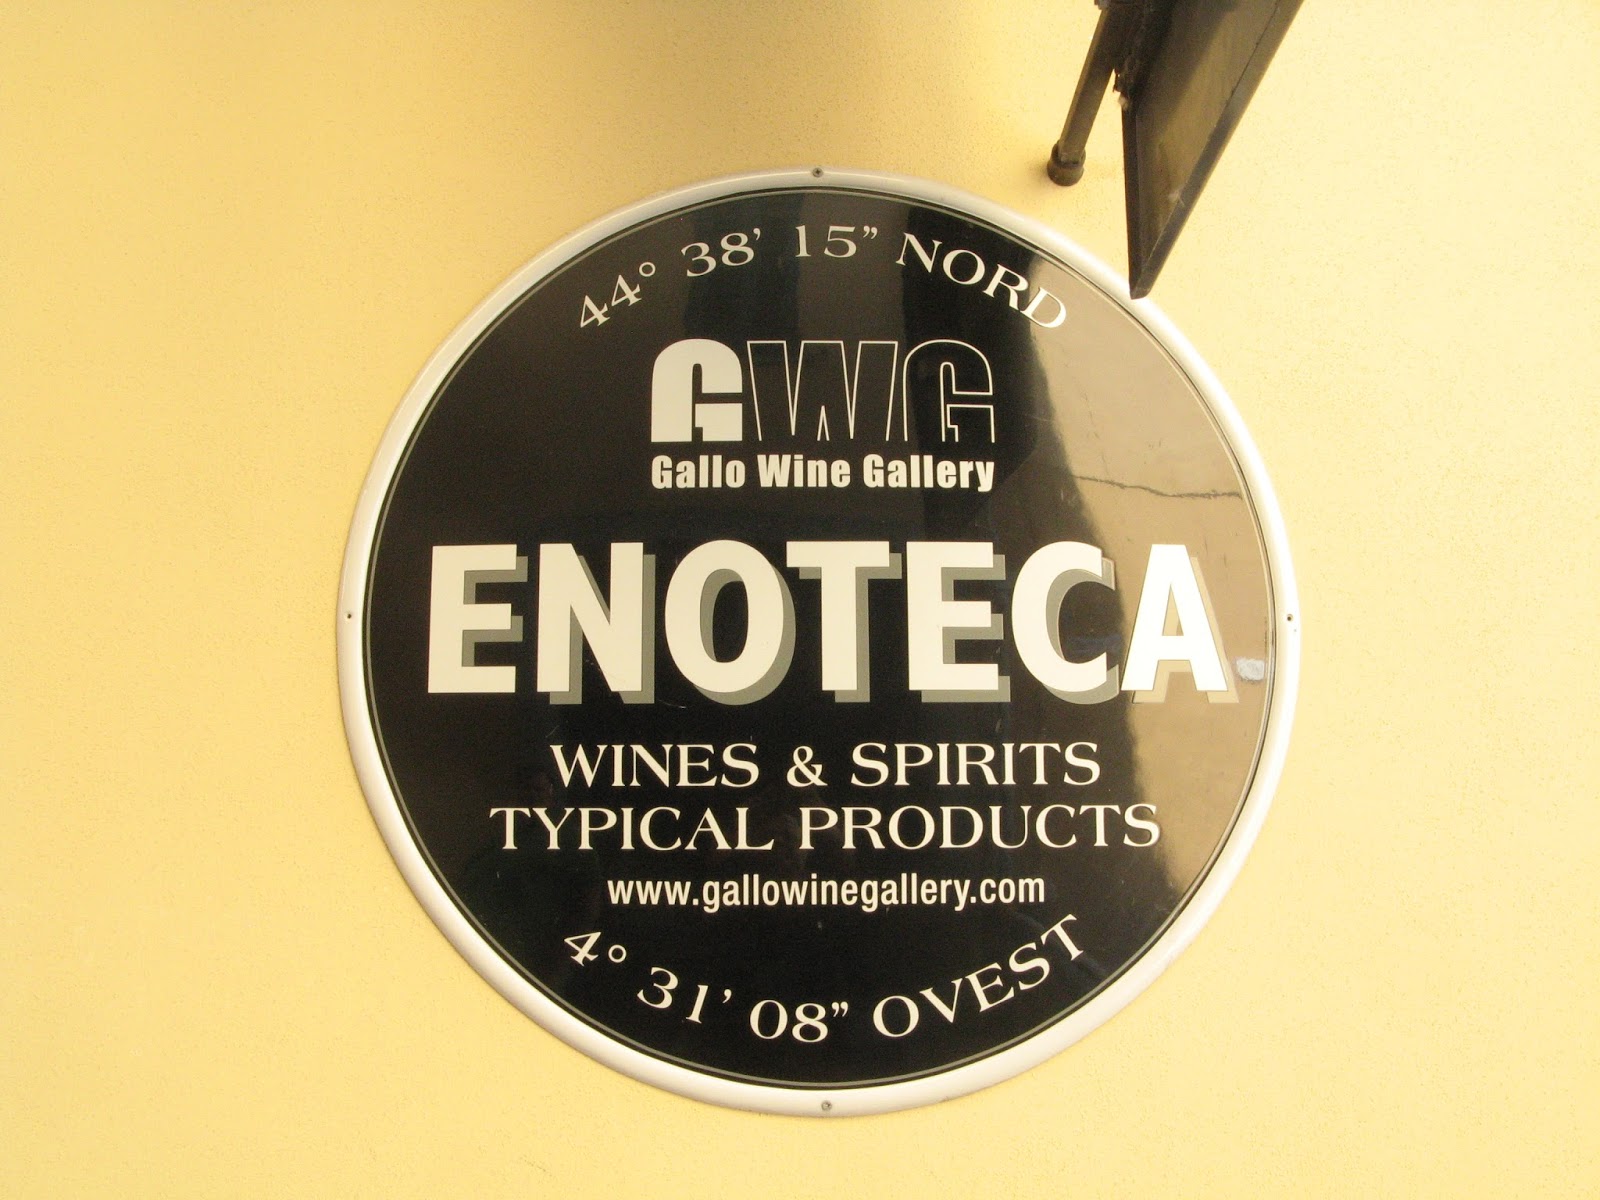 44° 38’ 15” NORD
GWG
Gallo Wine Gallery
ENOTECA
WINES & SPIRITS
TYPICAL PRODUCTS
www.gallowinegallery.com
4° 31’ 08” OVEST